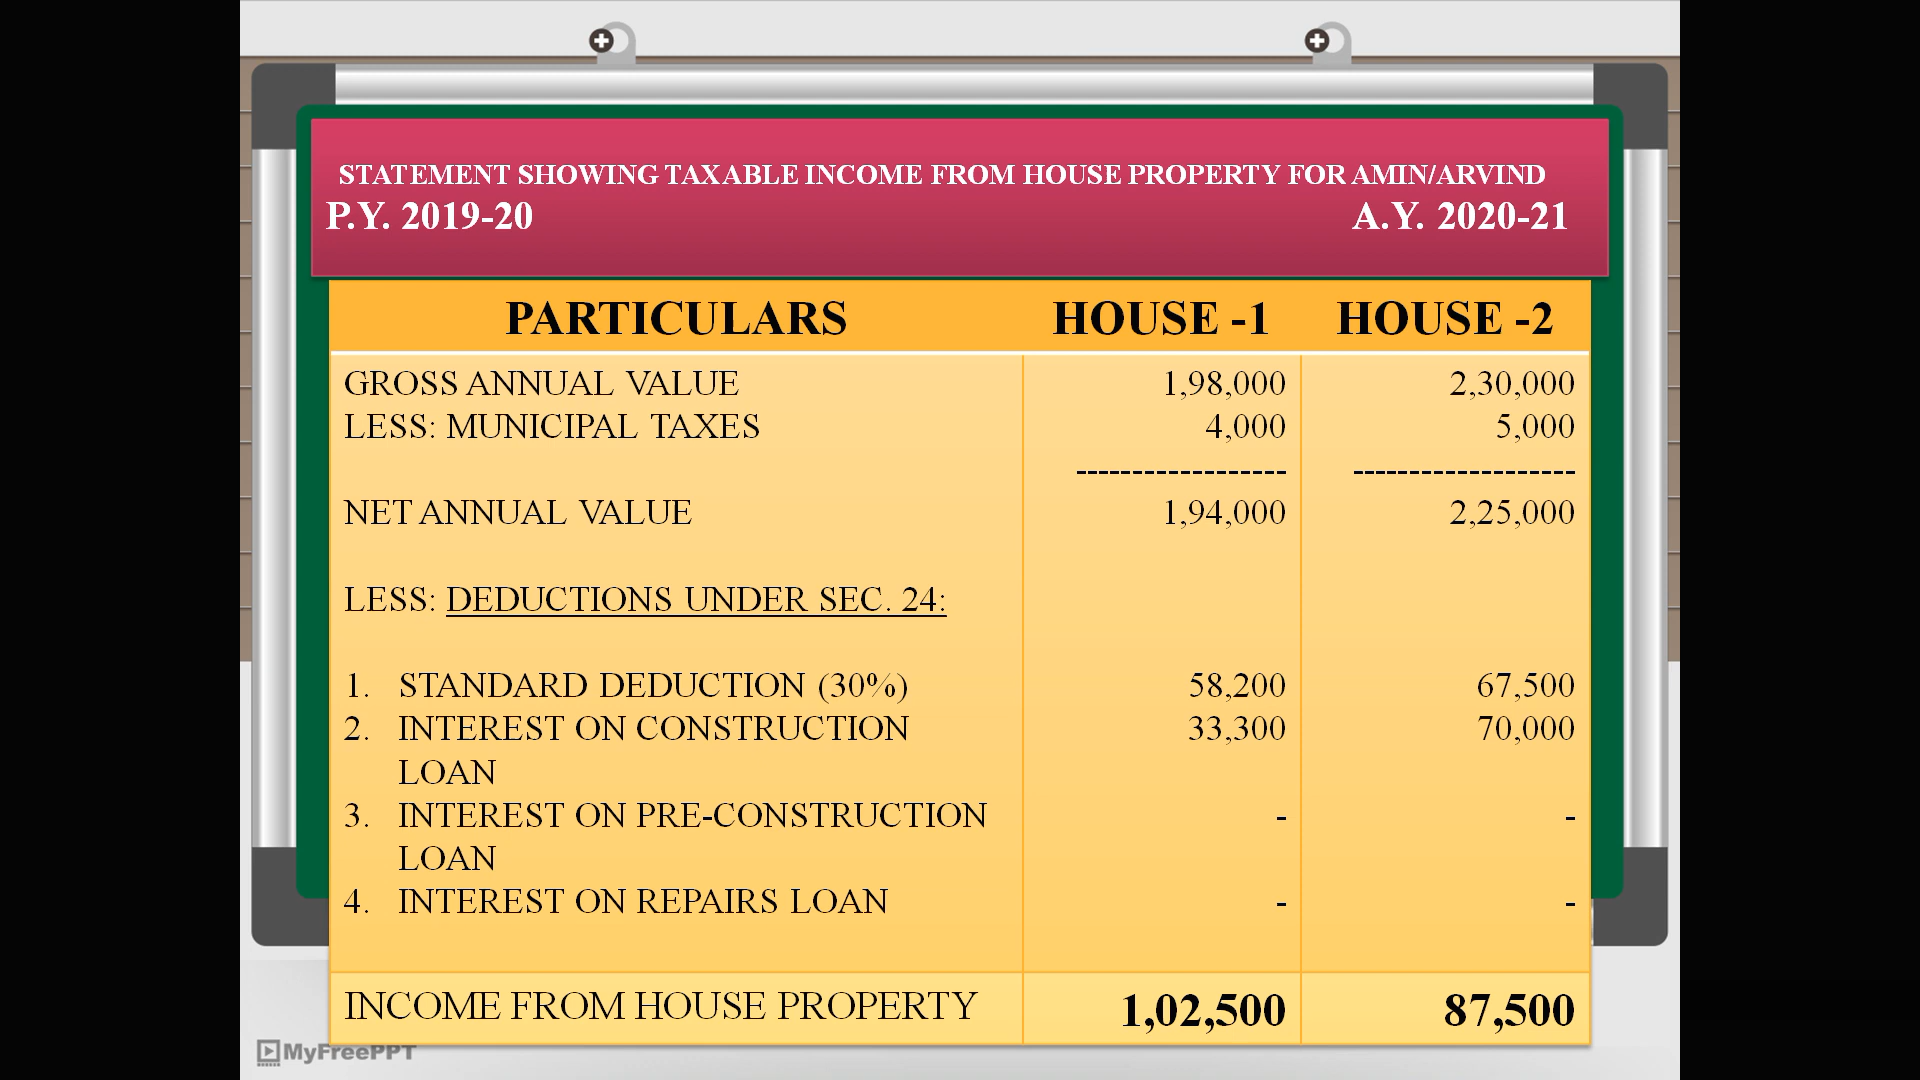 STATEMENT SHOWING TAXABLE INCOME FROM HOUSE PROPERTY FOR AMIN/ARVIND
P.Y. 2019-20 A.Y. 2020-21
PARTICULARS HOUSE -1 HOUSE -2
GROSS ANNUAL VALUE 1,98,000 2,30,000
LESS: MUNICIPAL TAXES 4,000 5,000
------------------- --------------------
NET ANNUAL VALUE 1,94,000 2,25,000
LESS: DEDUCTIONS UNDER SEC. 24:
1. STANDARD DEDUCTION (30%) 58,200 67,500
2. INTEREST ON CONSTRUCTION 33,300 70,000
LOAN
3. INTEREST ON PRE-CONSTRUCTION - -
LOAN
4. INTEREST ON REPAIRS LOAN - -
INCOME FROM HOUSE PROPERTY 1,02,500 87,500
MyFreePPT